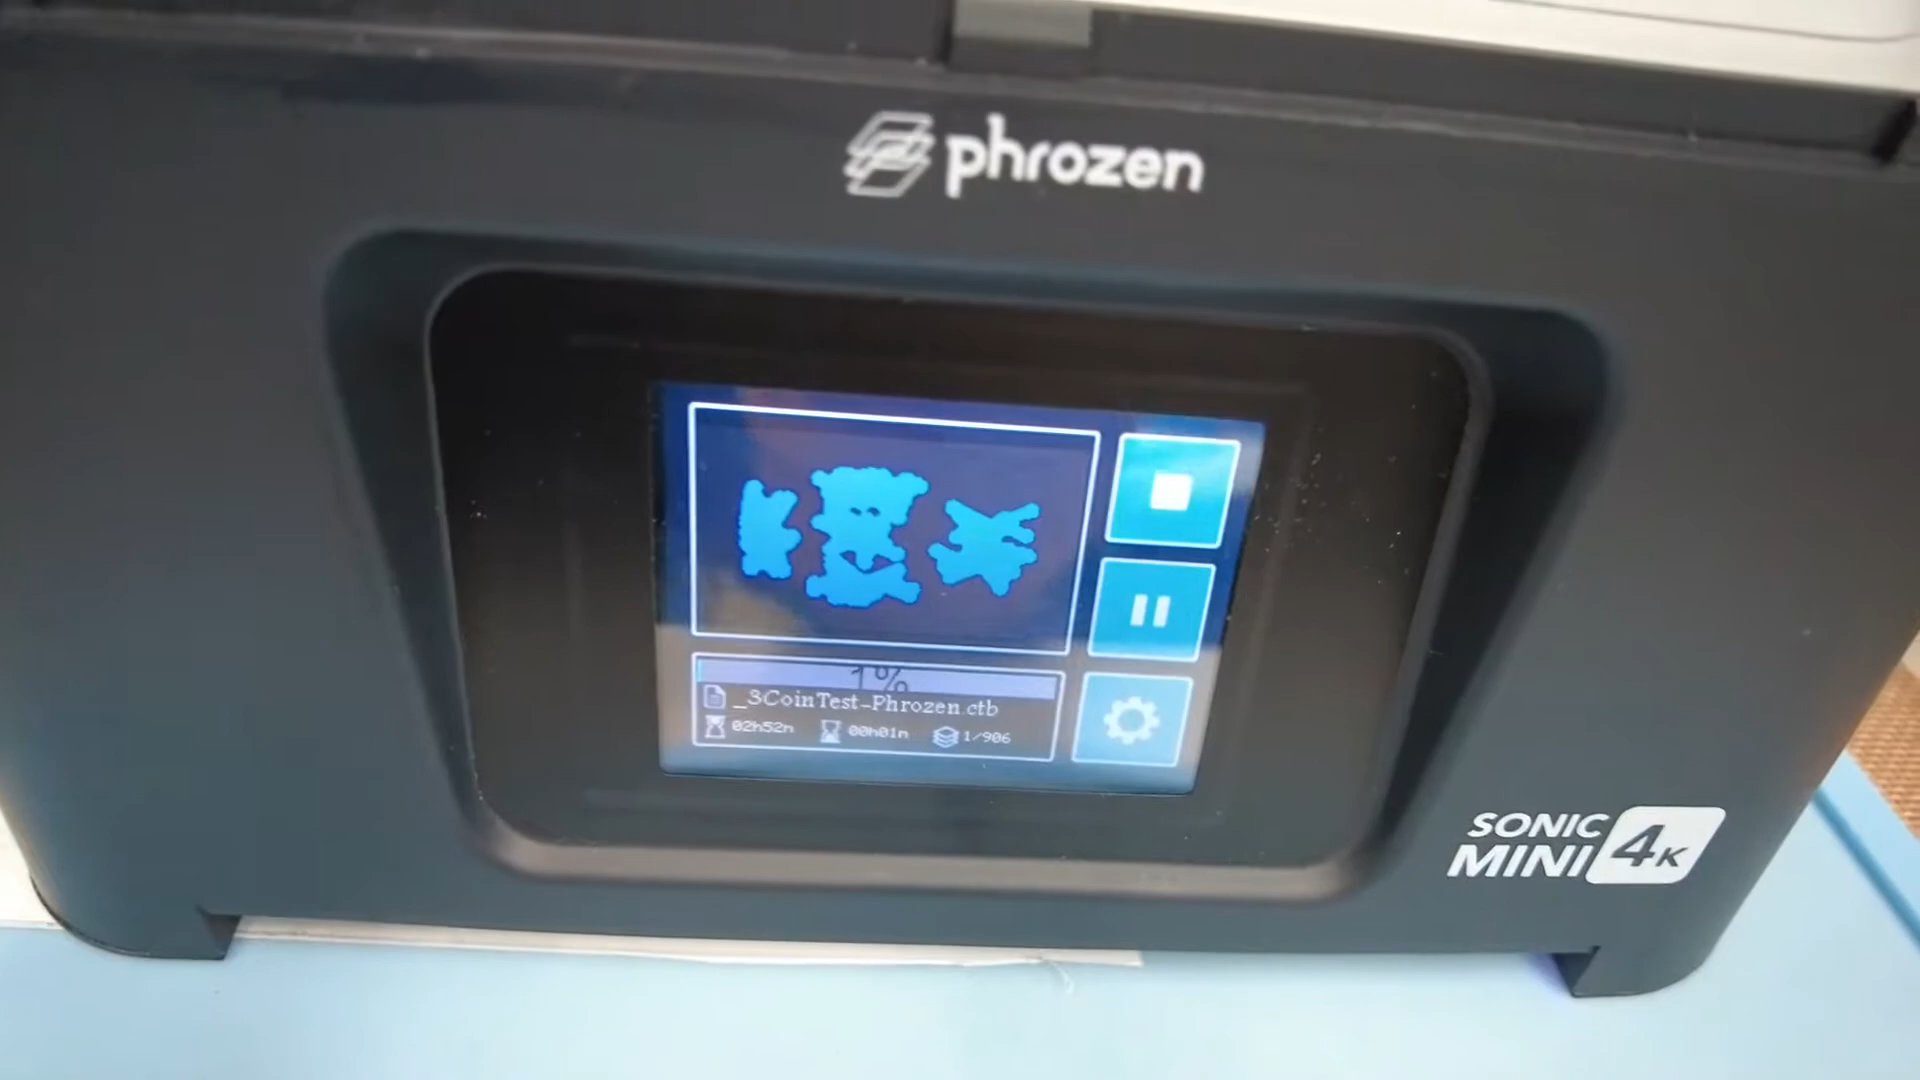 phrozen
1%
_3CoinTest-Phrozen.ctb
02h52m 00h01m 1/906
SONIC
MINI 4K